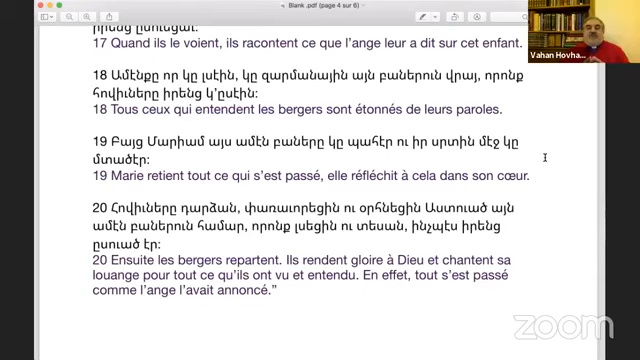 Blank .pdf (page 4 sur 6)
իրենց ըսուեցաւ:
17 Quand ils le voient, ils racontent ce que l’ange leur a dit sur cet enfant.
18 Ամէնքը որ կը լսէին, կը զարմանային այն բաներուն վրայ, որոնք
հովիւները իրենց կ’ըսէին:
18 Tous ceux qui entendent les bergers sont étonnés de leurs paroles.
19 Բայց Մարիամ այս ամէն բաները կը պահէր ու իր սրտին մէջ կը
մտածէր:
19 Marie retient tout ce qui s’est passé, elle réfléchit à cela dans son cœur.
20 Հովիւները դարձան, փառաւորեցին ու օրհնեցին Աստուած այն
ամէն բաներուն համար, որոնք լսեցին ու տեսան, ինչպէս իրենց
ըսուած էր:
20 Ensuite les bergers repartent. Ils rendent gloire à Dieu et chantent sa
louange pour tout ce qu’ils ont vu et entendu. En effet, tout s’est passé
comme l’ange l’avait annoncé.”
Vahan Hovha...
zoom